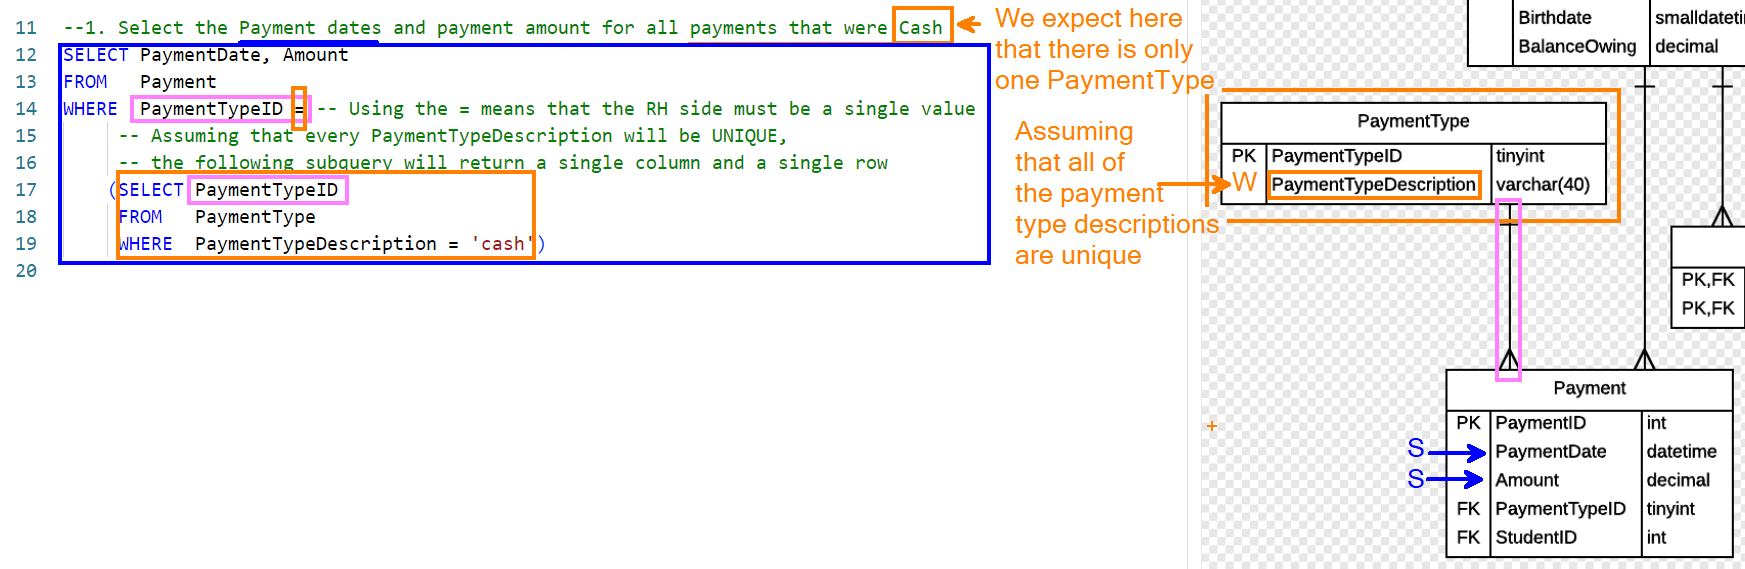 11 --1. Select the Payment dates and payment amount for all payments that were Cash
12 SELECT PaymentDate, Amount
13 FROM Payment
14 WHERE PaymentTypeID = -- Using the = means that the RH side must be a single value
15 -- Assuming that every PaymentTypeDescription will be UNIQUE,
16 -- the following subquery will return a single column and a single row
17 (SELECT PaymentTypeID
18 FROM PaymentType
19 WHERE PaymentTypeDescription = 'cash')
20
We expect here
that there is only
one PaymentType
Assuming
that all of
the payment
type descriptions
are unique
Birthdate smalldateti
BalanceOwing decimal
PaymentType
PK PaymentTypeID tinyint
W PaymentTypeDescription varchar(40)
PK,FK
PK,FK
Payment
PK PaymentID int
S PaymentDate datetime
S Amount decimal
FK PaymentTypeID tinyint
FK StudentID int